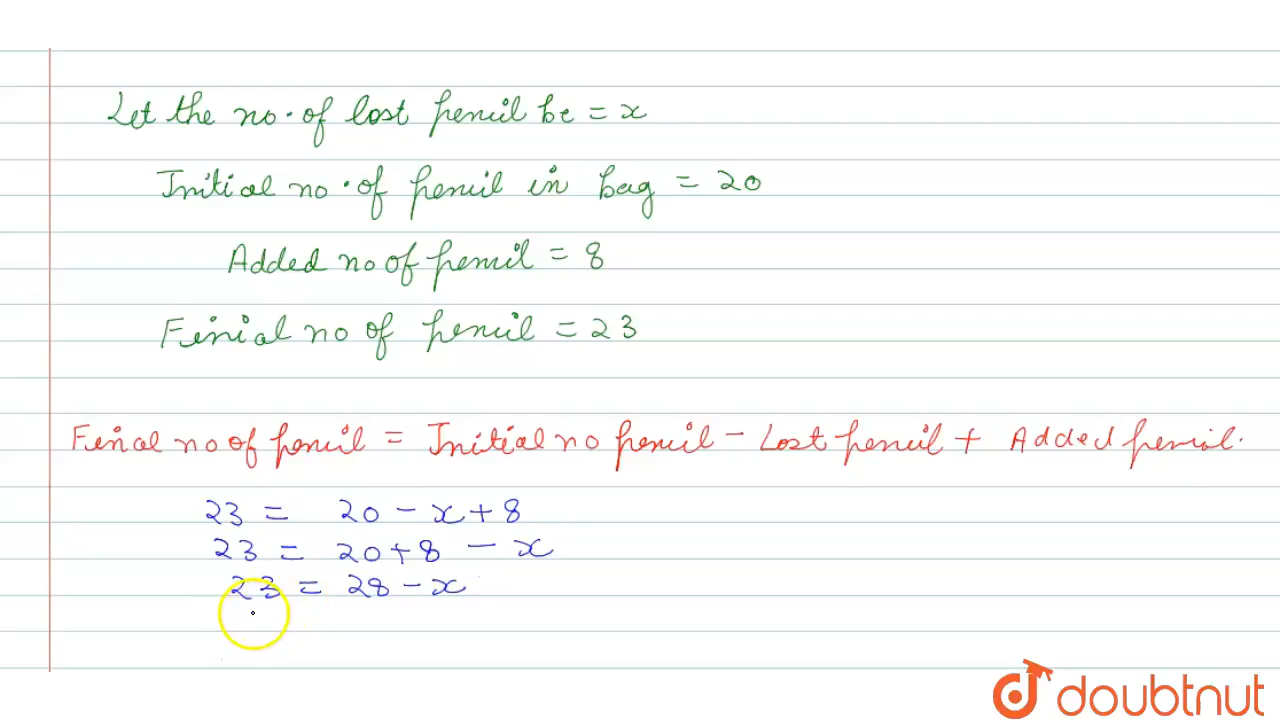 Let the no. of lost pencil be = x
Initial no. of pencil in bag = 20
Added no of pencil = 8
Finial no of pencil = 23
Final no of pencil = Initial no pencil - Lost pencil + Added pencil.
23 = 20 - x + 8
23 = 20 + 8 - x
23 = 28 - x
doubtnut